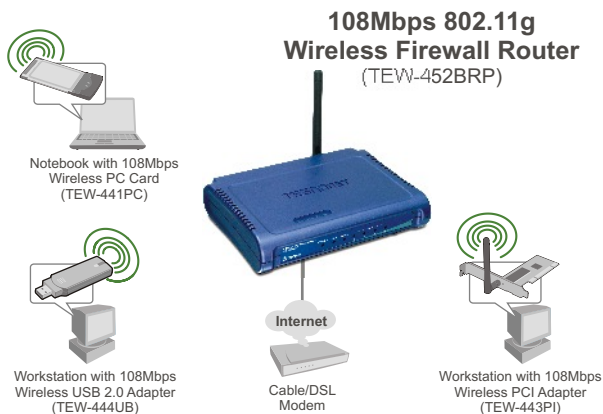 108Mbps 802.11g
Wireless Firewall Router
(TEW-452BRP)
Notebook with 108Mbps
Wireless PC Card
(TEW-441PC)
TRENDNET
Internet
Workstation with 108Mbps
Wireless USB 2.0 Adapter
(TEW-444UB)
Cable/DSL
Modem
Workstation with 108Mbps
Wireless PCI Adapter
(TEW-443PI)